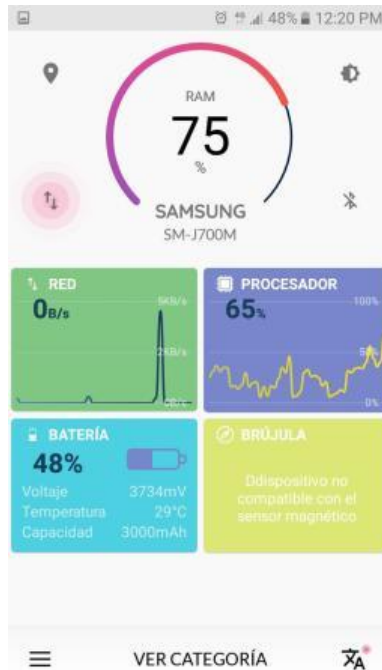 48% 12:20 PM
RAM
75
%
SAMSUNG
SM-J700M
RED
0B/s
5KB/s
2KB/s
0B/s
PROCESADOR
65%
100%
50%
0%
BATERÍA
48%
Voltaje 3734mV
Temperatura 29°C
Capacidad 3000mAh
BRÚJULA
Ddispositivo no
compatible con el
sensor magnético
VER CATEGORÍA